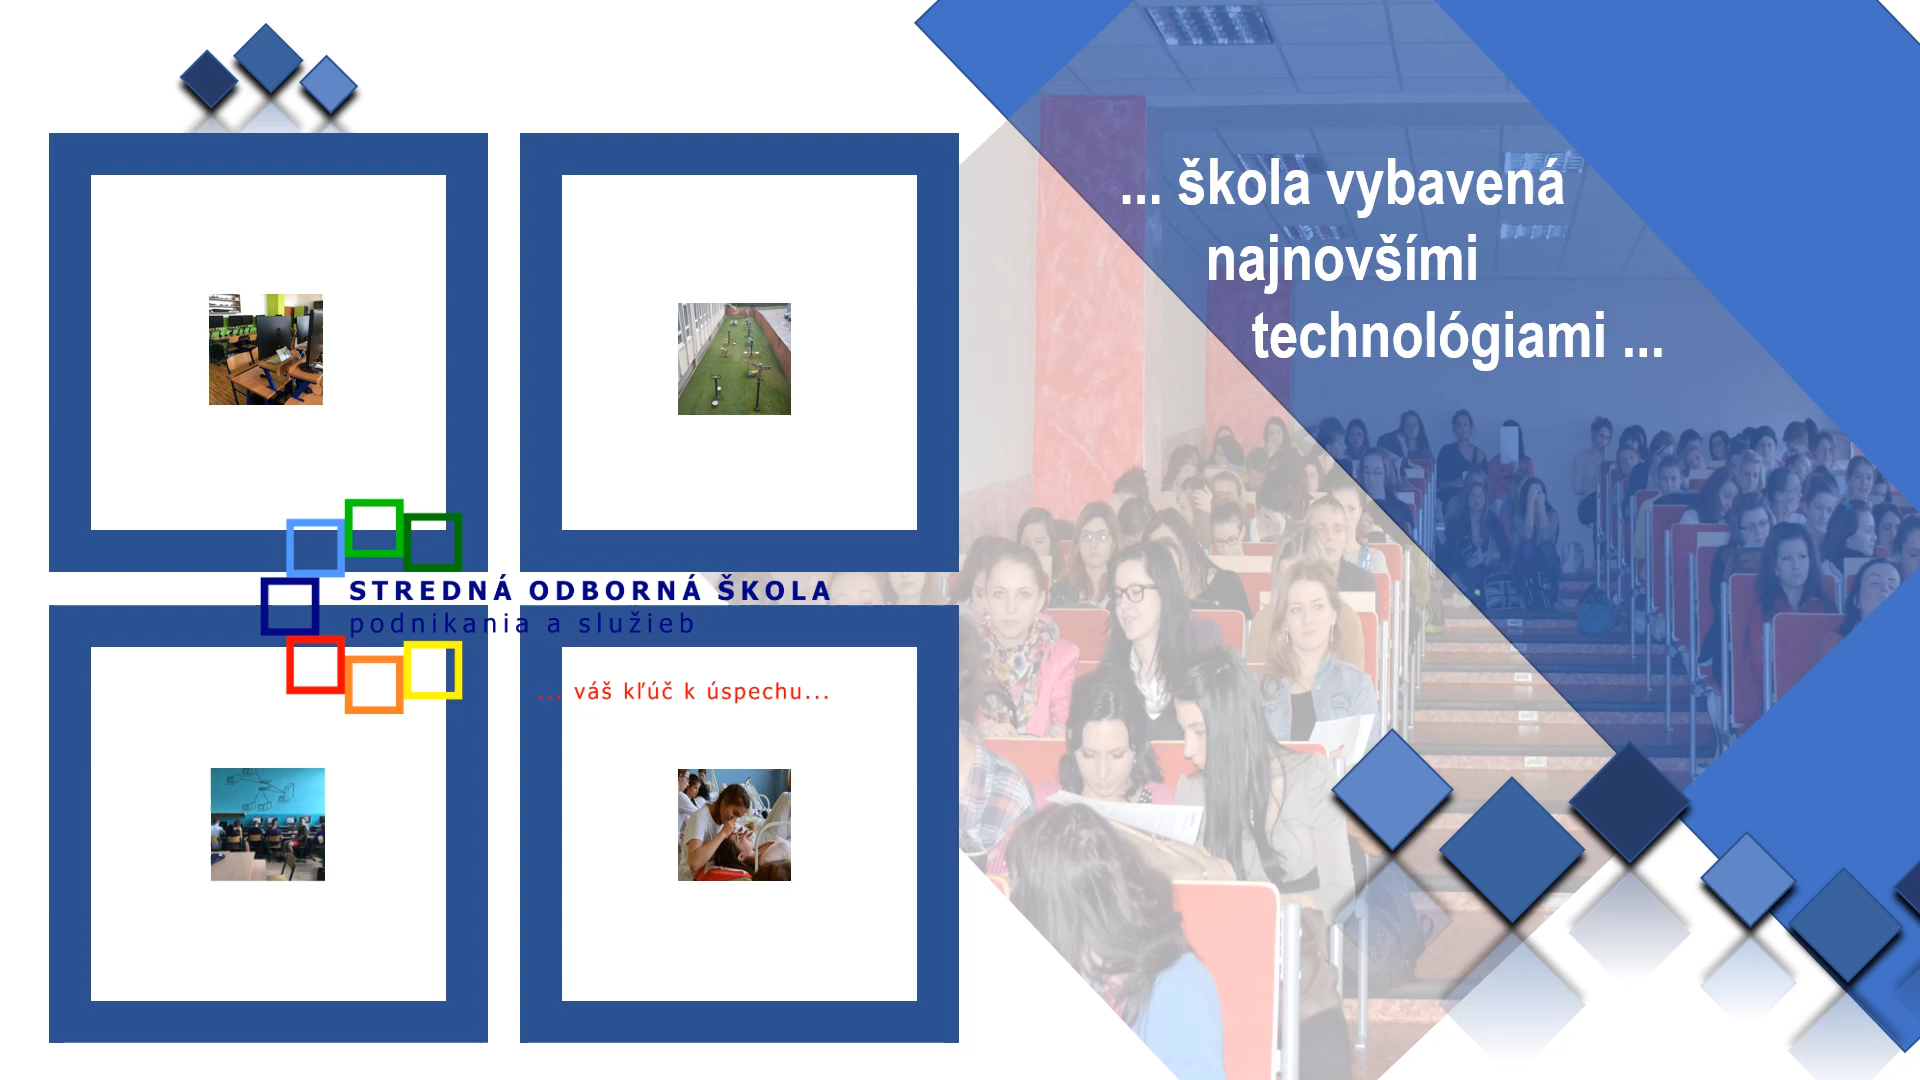 ... škola vybavená
najnovšími
technológiami ...
STREDNÁ ODBORNÁ ŠKOLA
podnikania a služieb
... váš kľúč k úspechu...